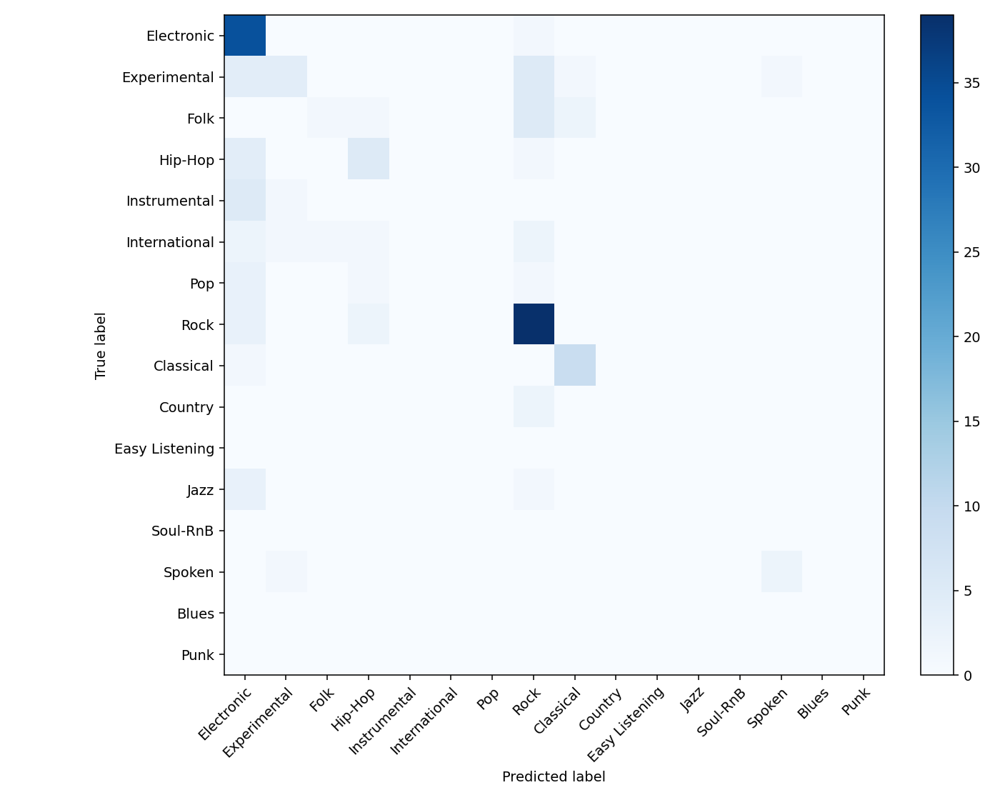 Electronic
Experimental
Folk
Hip-Hop
Instrumental
International
Pop
Rock
Classical
Country
Easy Listening
Jazz
Soul-RnB
Spoken
Blues
Punk
True label
Electronic
Experimental
Folk
Hip-Hop
Instrumental
International
Pop
Rock
Classical
Country
Easy Listening
Jazz
Soul-RnB
Spoken
Blues
Punk
Predicted label
35
30
25
20
15
10
5
0